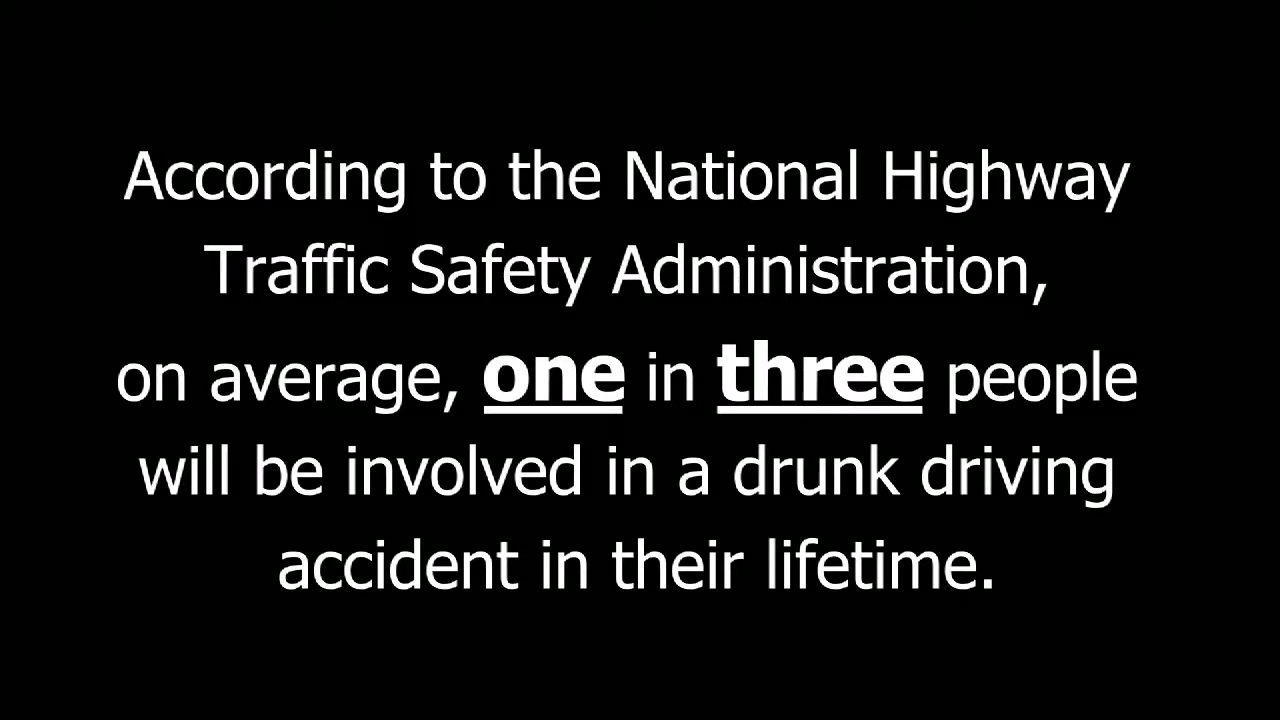 According to the National Highway
Traffic Safety Administration,
on average, one in three people
will be involved in a drunk driving
accident in their lifetime.